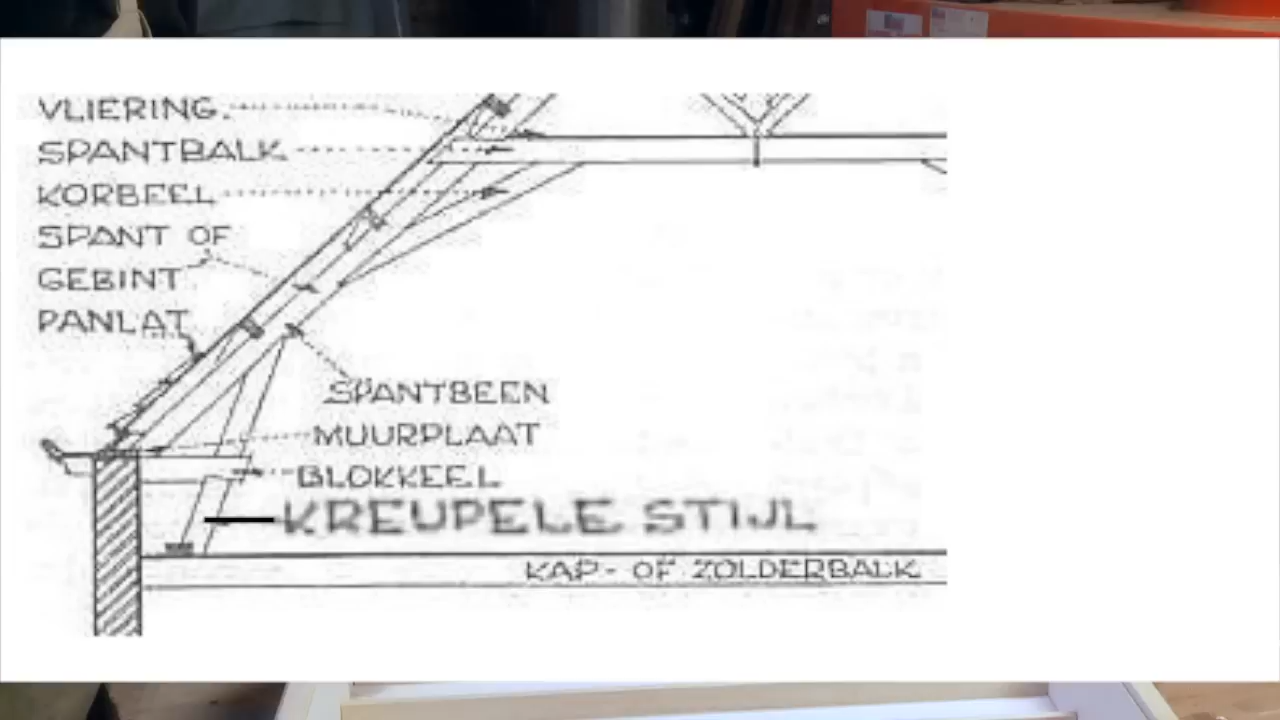 VLIERING.
SPANTBALK
KORBEEL
SPANT OF
GEBINT
PANLAT
SPANTBEEN
MUURPLAAT
BLOKKEEL
KREUPELE STIJL
KAP- OF ZOLDERBALK